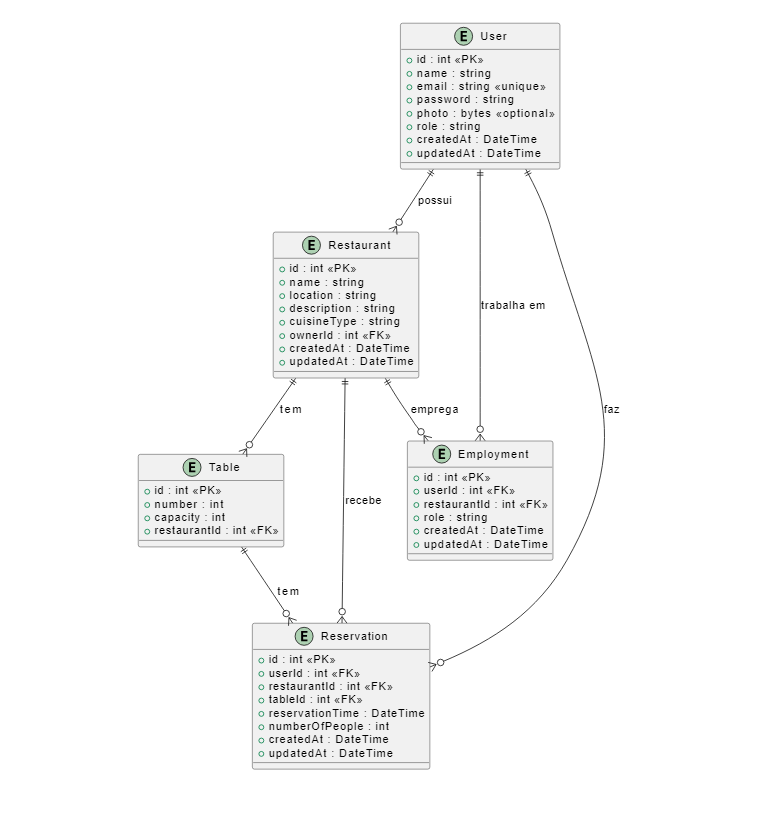 E User
id : int «PK»
name : string
email : string «unique»
password : string
photo : bytes «optional»
role : string
createdAt : DateTime
updatedAt : DateTime
possui
E Restaurant
id : int «PK»
name : string
location : string
description : string
cuisineType : string
ownerId : int «FK»
createdAt : DateTime
updatedAt : DateTime
trabalha em
tem
emprega
faz
E Table
id : int «PK»
number : int
capacity : int
restaurantId : int «FK»
E Employment
id : int «PK»
userId : int «FK»
restaurantId : int «FK»
role : string
createdAt : DateTime
updatedAt : DateTime
recebe
tem
E Reservation
id : int «PK»
userId : int «FK»
restaurantId : int «FK»
tableId : int «FK»
reservationTime : DateTime
numberOfPeople : int
createdAt : DateTime
updatedAt : DateTime